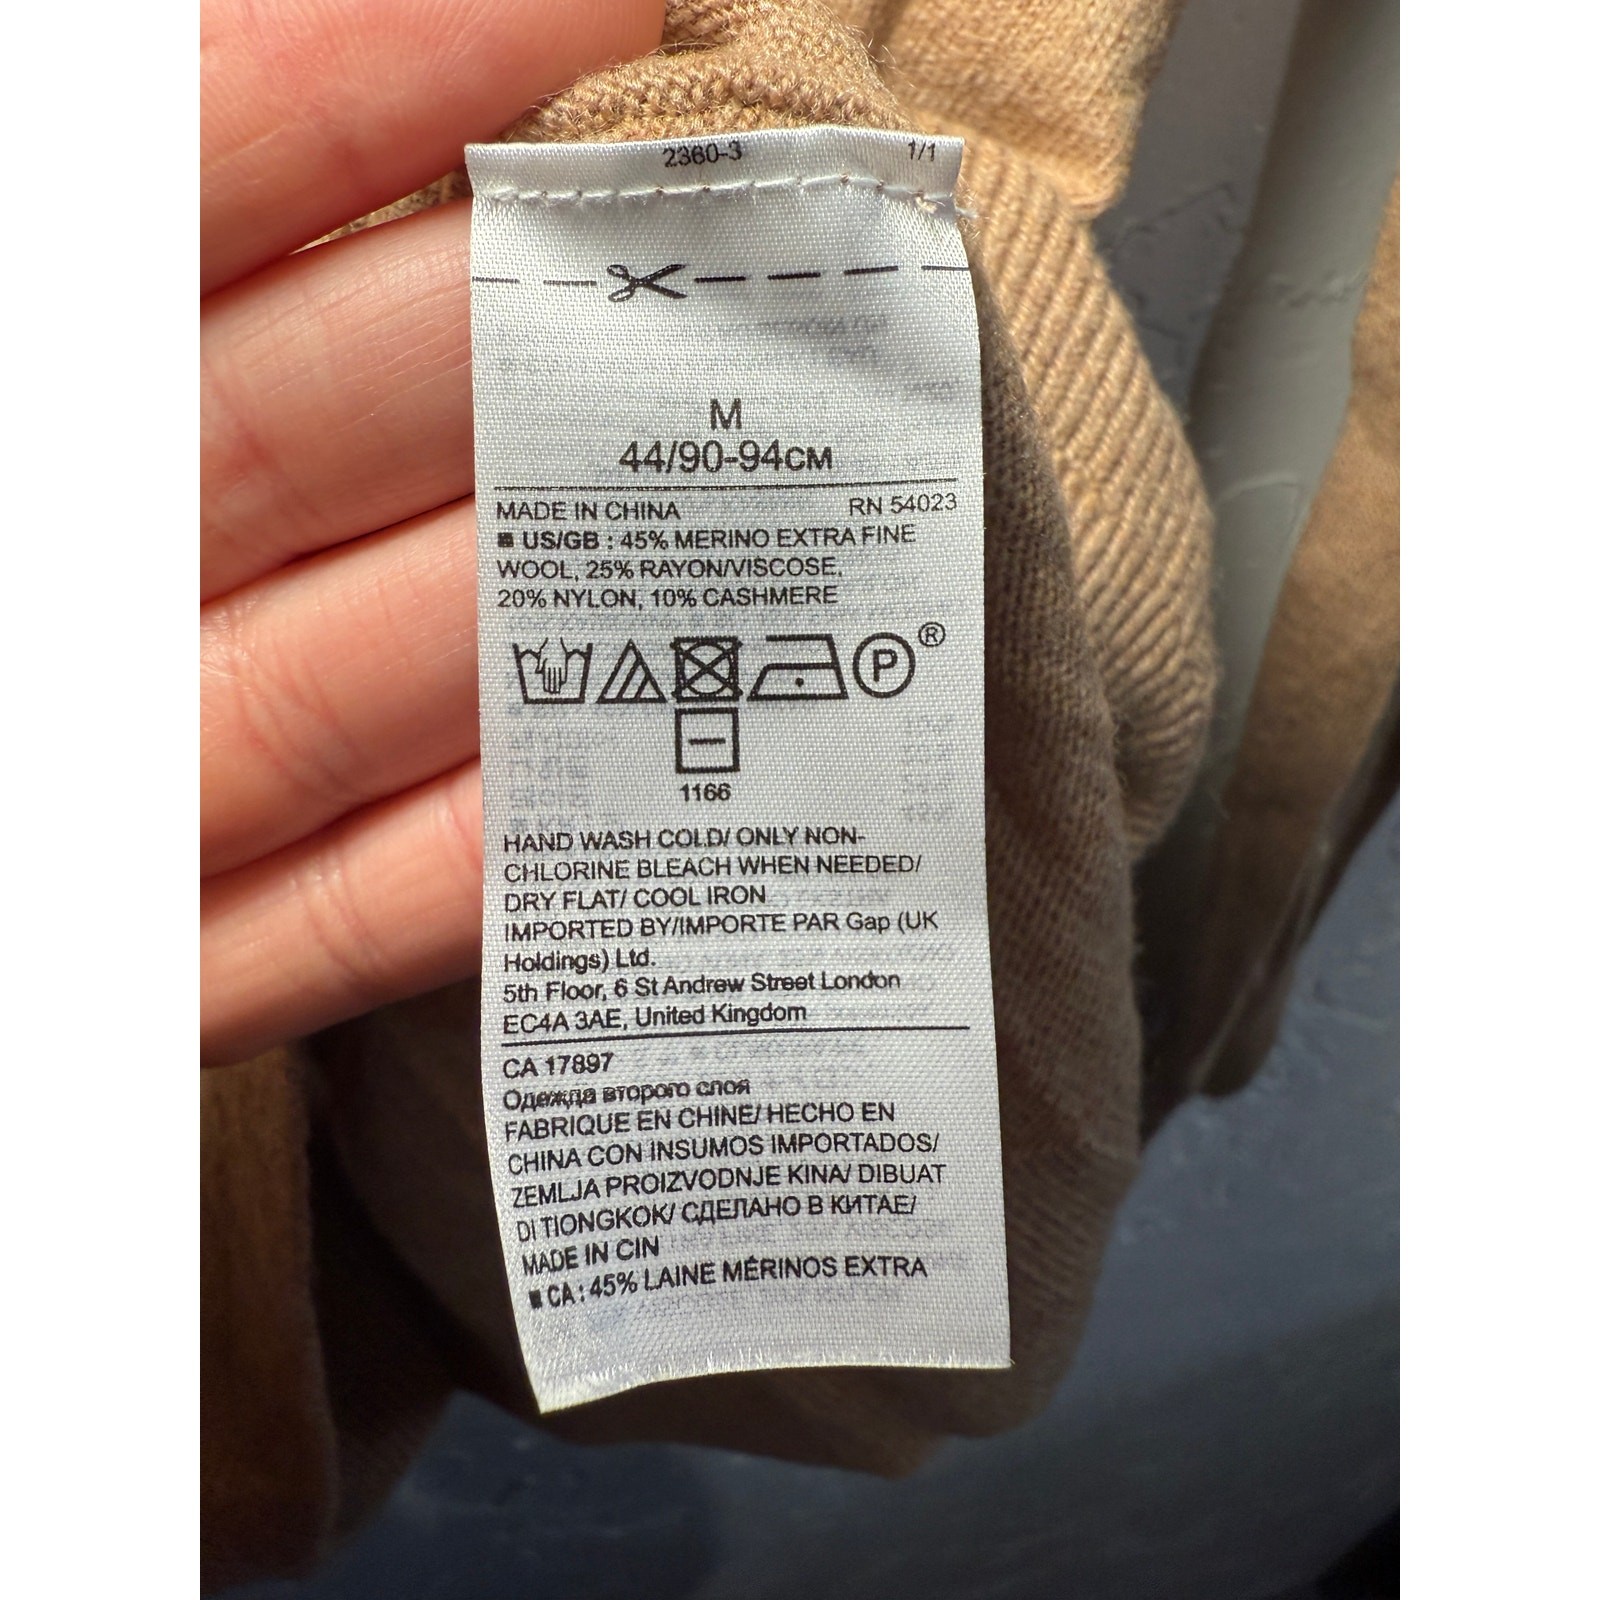 2360-3 1/1
M
44/90-94CM
MADE IN CHINA RN 54023
US/GB : 45% MERINO EXTRA FINE
WOOL, 25% RAYON/VISCOSE,
20% NYLON, 10% CASHMERE
P ®
1166
HAND WASH COLD/ ONLY NON-
CHLORINE BLEACH WHEN NEEDED/
DRY FLAT/ COOL IRON
IMPORTED BY/IMPORTE PAR Gap (UK
Holdings) Ltd.
5th Floor, 6 St Andrew Street London
EC4A 3AE, United Kingdom
CA 17897
Одежда второго слоя
FABRIQUE EN CHINE/ HECHO EN
CHINA CON INSUMOS IMPORTADOS/
ZEMLJA PROIZVODNJE KINA/ DIBUAT
DI TIONGKOK/ СДЕЛАНО В КИТАЕ/
MADE IN CIN
CA : 45% LAINE MÉRINOS EXTRA